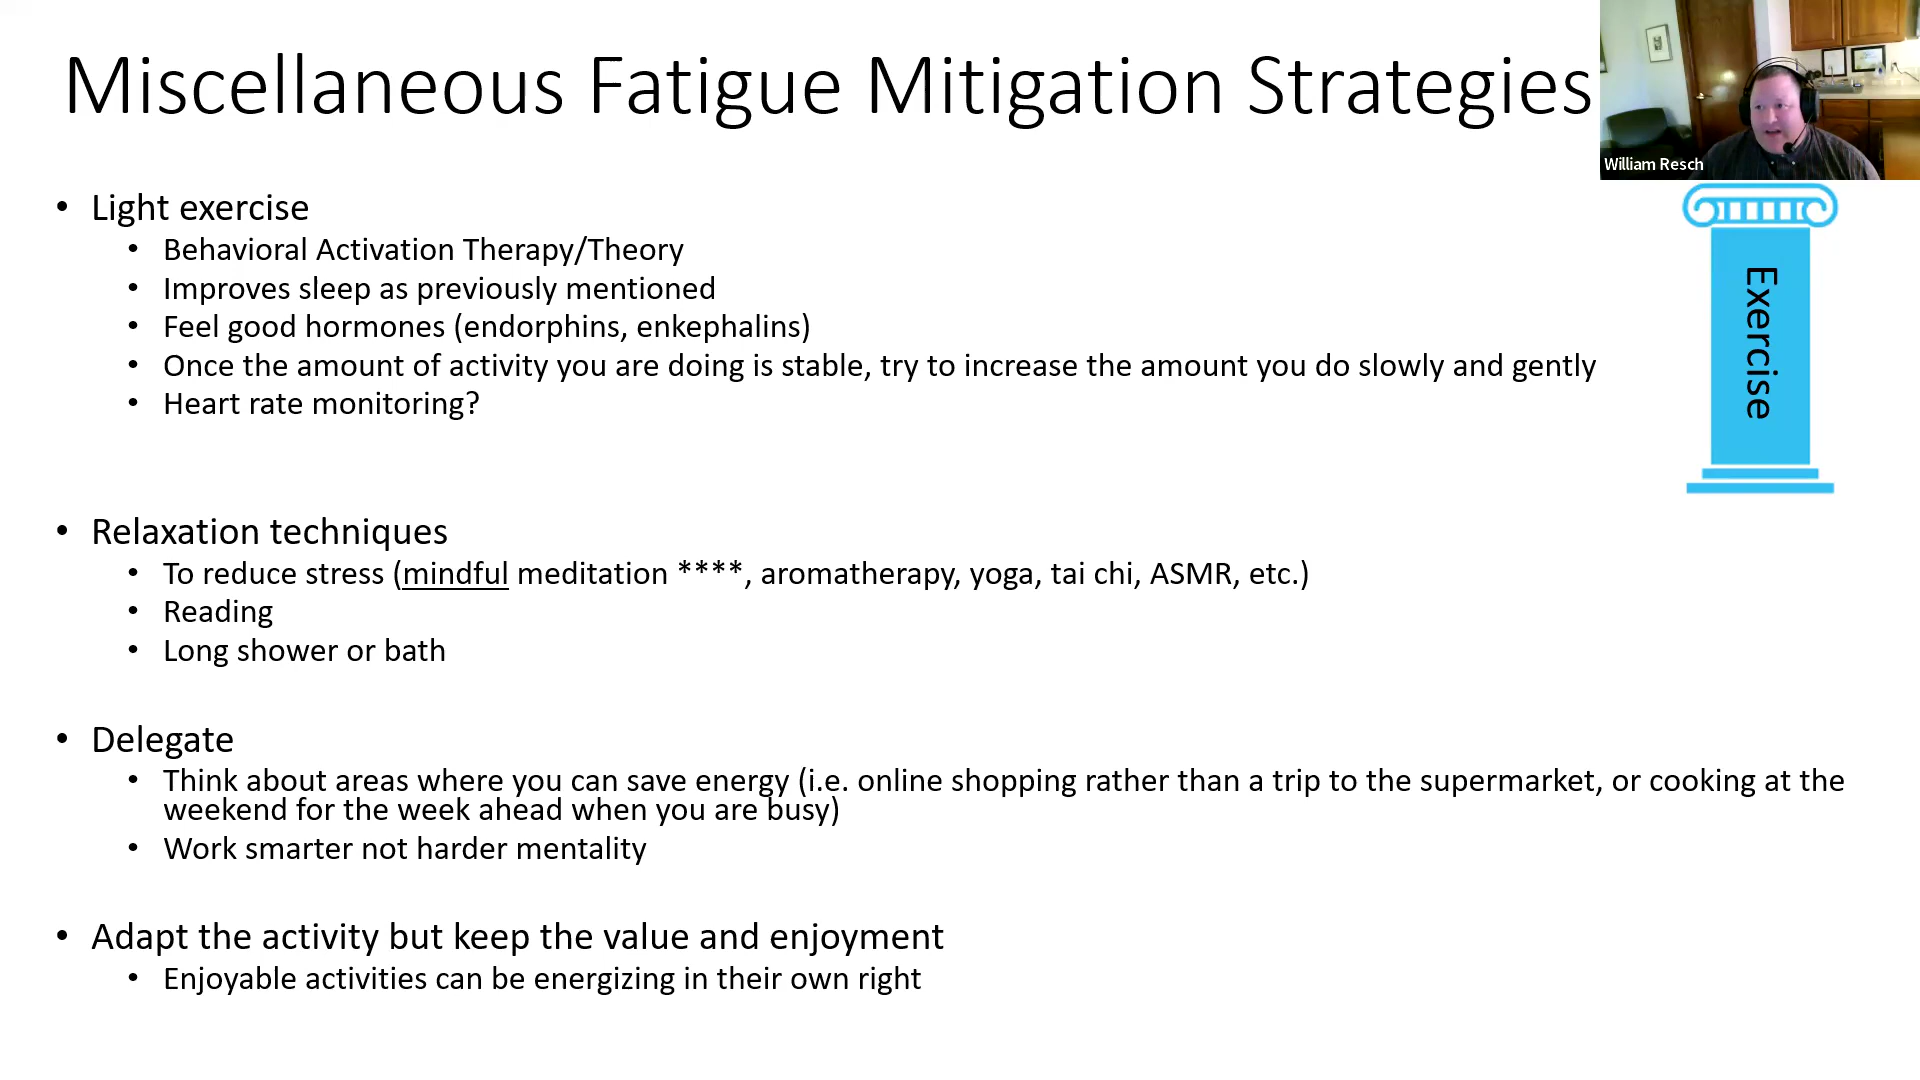 Miscellaneous Fatigue Mitigation Strategies
William Resch
• Light exercise
• Behavioral Activation Therapy/Theory
• Improves sleep as previously mentioned
• Feel good hormones (endorphins, enkephalins)
• Once the amount of activity you are doing is stable, try to increase the amount you do slowly and gently
• Heart rate monitoring?
Exercise
• Relaxation techniques
• To reduce stress (mindful meditation ****, aromatherapy, yoga, tai chi, ASMR, etc.)
• Reading
• Long shower or bath
• Delegate
• Think about areas where you can save energy (i.e. online shopping rather than a trip to the supermarket, or cooking at the
weekend for the week ahead when you are busy)
• Work smarter not harder mentality
• Adapt the activity but keep the value and enjoyment
• Enjoyable activities can be energizing in their own right